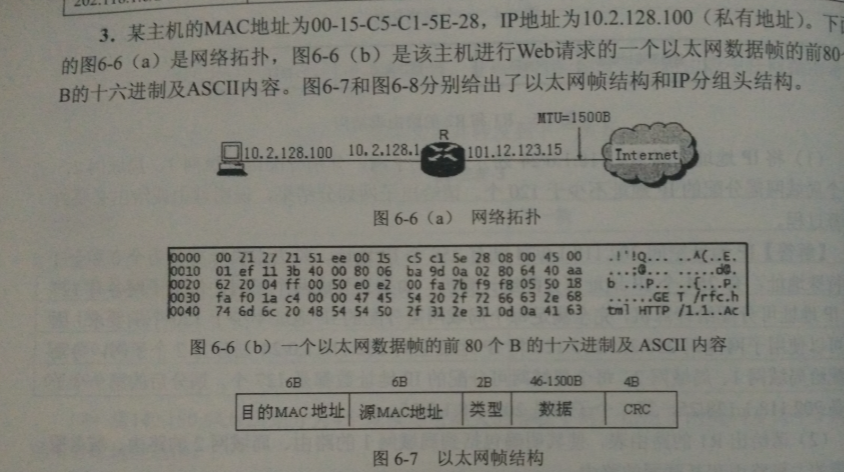 3. 某主机的MAC地址为00-15-C5-C1-5E-28，IP地址为10.2.128.100（私有地址）。下
的图6-6（a）是网络拓扑，图6-6（b）是该主机进行Web请求的一个以太网数据帧的前80
B的十六进制及ASCII内容。图6-7和图6-8分别给出了以太网帧结构和IP分组头结构。
MTU=1500B
R
10.2.128.100 10.2.128.1 101.12.123.15 Internet
图 6-6（a） 网络拓扑
0000 00 21 27 21 51 ee 00 15 c5 c1 5e 28 08 00 45 00 .!'!Q... ..^(..E.
0010 01 ef 11 3b 40 00 80 06 ba 9d 0a 02 80 64 40 aa ...;@... .....d@.
0020 62 20 04 ff 00 50 e0 e2 00 fa 7b f9 f8 05 50 18 b ...P.. ..{...P.
0030 fa f0 1a c4 00 00 47 45 54 20 2f 72 66 63 2e 68 ......GE T /rfc.h
0040 74 6d 6c 20 48 54 54 50 2f 31 2e 31 0d 0a 41 63 tml HTTP /1.1..Ac
图 6-6（b）一个以太网数据帧的前 80 个 B 的十六进制及 ASCII 内容
6B 6B 2B 46-1500B 4B
目的MAC地址 源MAC地址 类型 数据 CRC
图 6-7 以太网帧结构